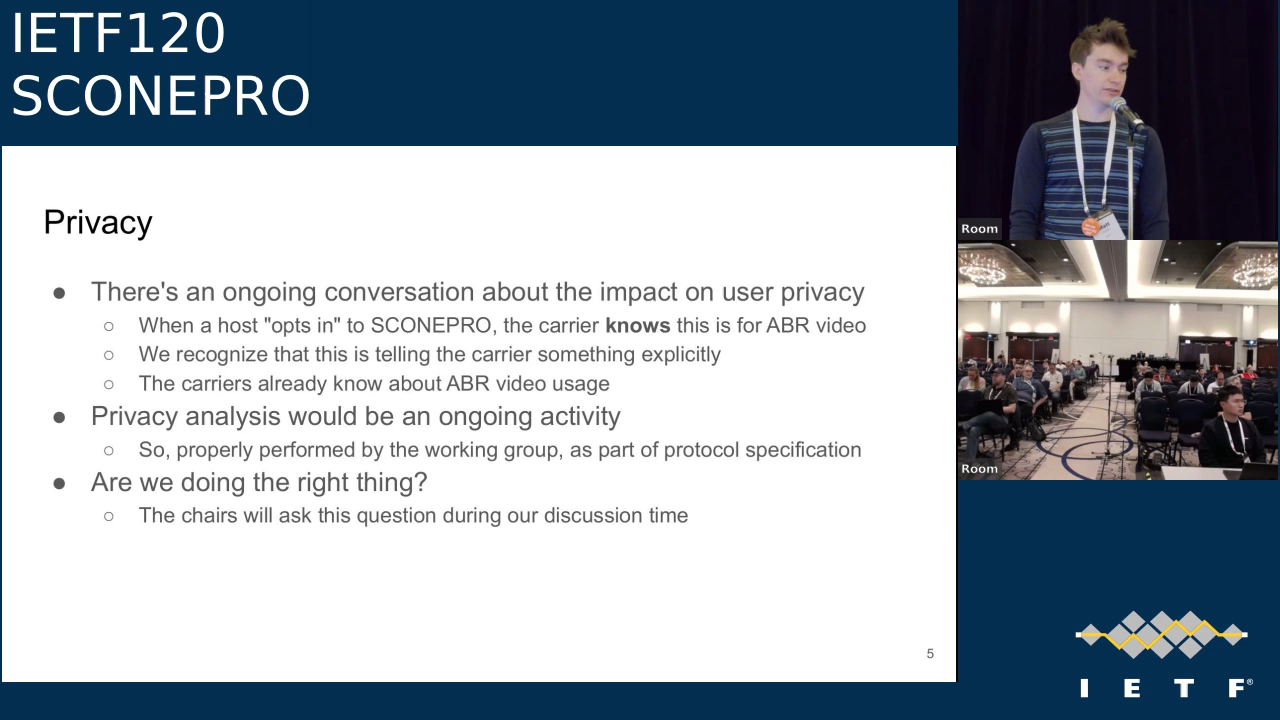 IETF120
SCONEPRO
Privacy
● There's an ongoing conversation about the impact on user privacy
○ When a host "opts in" to SCONEPRO, the carrier knows this is for ABR video
○ We recognize that this is telling the carrier something explicitly
○ The carriers already know about ABR video usage
● Privacy analysis would be an ongoing activity
○ So, properly performed by the working group, as part of protocol specification
● Are we doing the right thing?
○ The chairs will ask this question during our discussion time
5
Room
Room
I E T F®